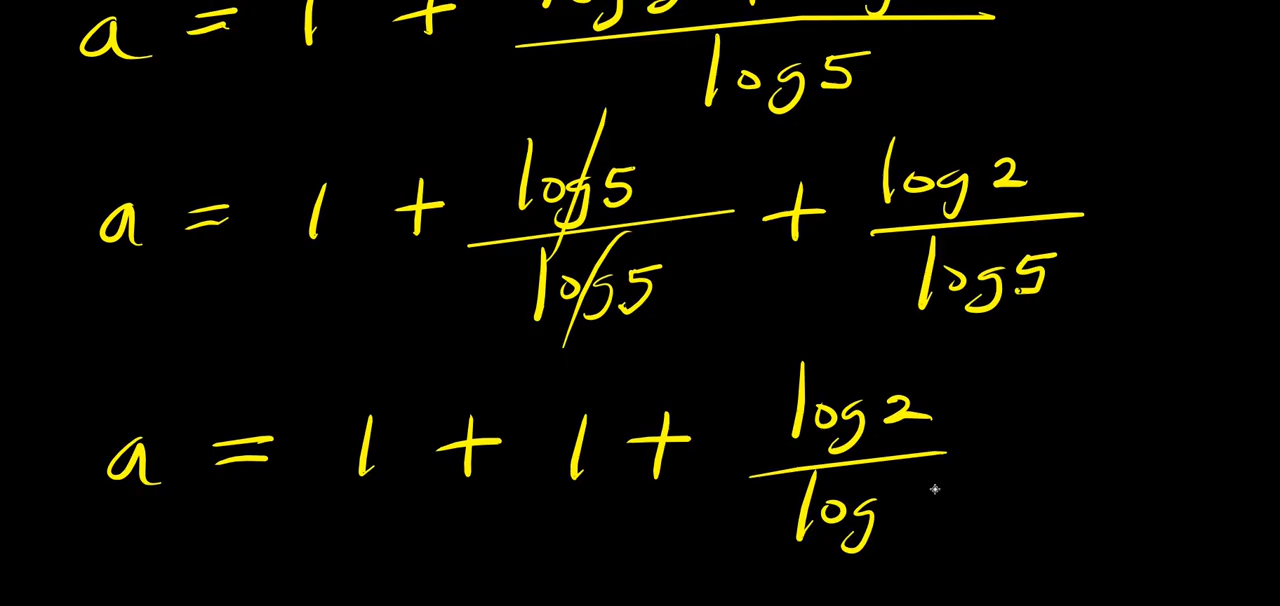 a = 1 +
log 5
a = 1 + log 5 / log 5 + log 2 / log 5
a = 1 + 1 + log 2 / log